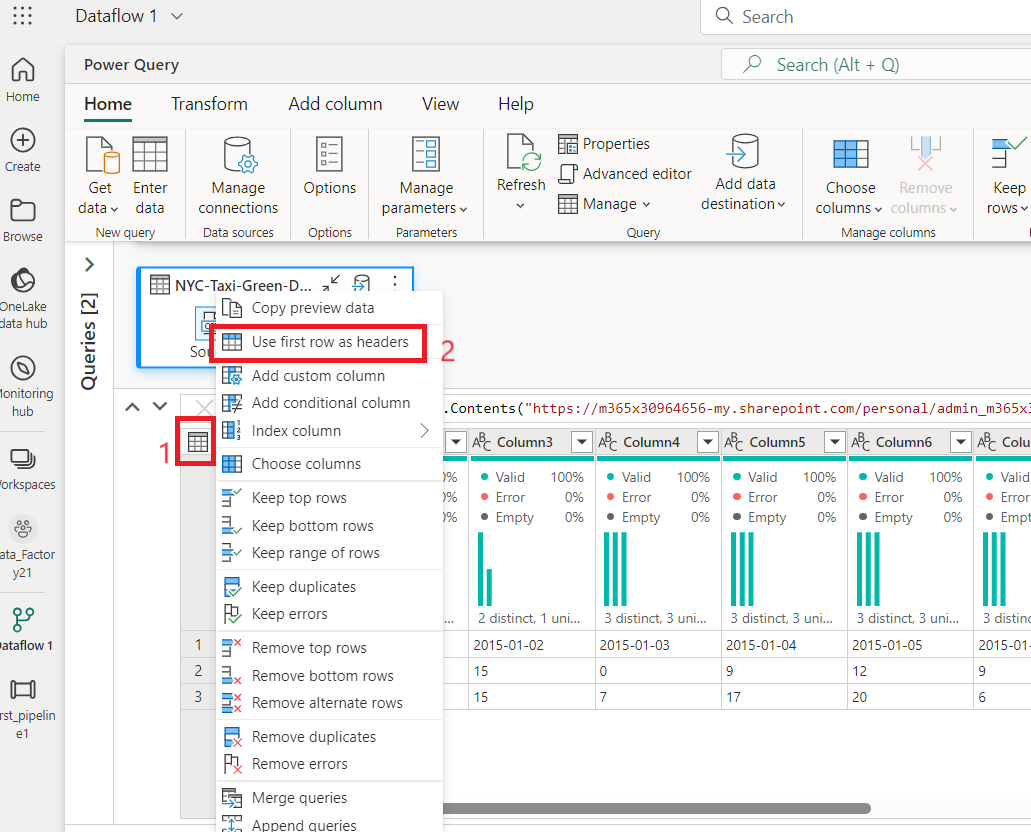 Dataflow 1
Search
Power Query
Search (Alt + Q)
Home
Transform
Add column
View
Help
Home
Create
Browse
OneLake
data hub
Monitoring
hub
Workspaces
ata_Factor
y21
Dataflow 1
rst_pipelin
e1
Get
data
Enter
data
New query
Manage
connections
Data sources
Options
Options
Manage
parameters
Parameters
Refresh
Properties
Advanced editor
Manage
Add data
destination
Query
Choose
columns
Remove
columns
Manage columns
Keep
rows
Queries [2]
NYC-Taxi-Green-D...
Sou
Copy preview data
Use first row as headers
2
Add custom column
Add conditional column
Index column
Choose columns
Keep top rows
Keep bottom rows
Keep range of rows
Keep duplicates
Keep errors
Remove top rows
Remove bottom rows
Remove alternate rows
Remove duplicates
Remove errors
Merge queries
Append queries
1
.Contents("https://m365x30964656-my.sharepoint.com/personal/admin_m365x3
Column3 Column4 Column5 Column6 Colu
0% Valid 100% Valid 100% Valid 100% Valid 100% Valid
0% Error 0% Error 0% Error 0% Error 0% Error
0% Empty 0% Empty 0% Empty 0% Empty 0% Empt
... 2 distinct, 1 uni... 3 distinct, 3 uni... 3 distinct, 3 uni... 3 distinct, 3 uni... 3 distin
1 2015-01-02 2015-01-03 2015-01-04 2015-01-05 2015-01-
2 15 0 9 12 9
3 15 7 17 20 6